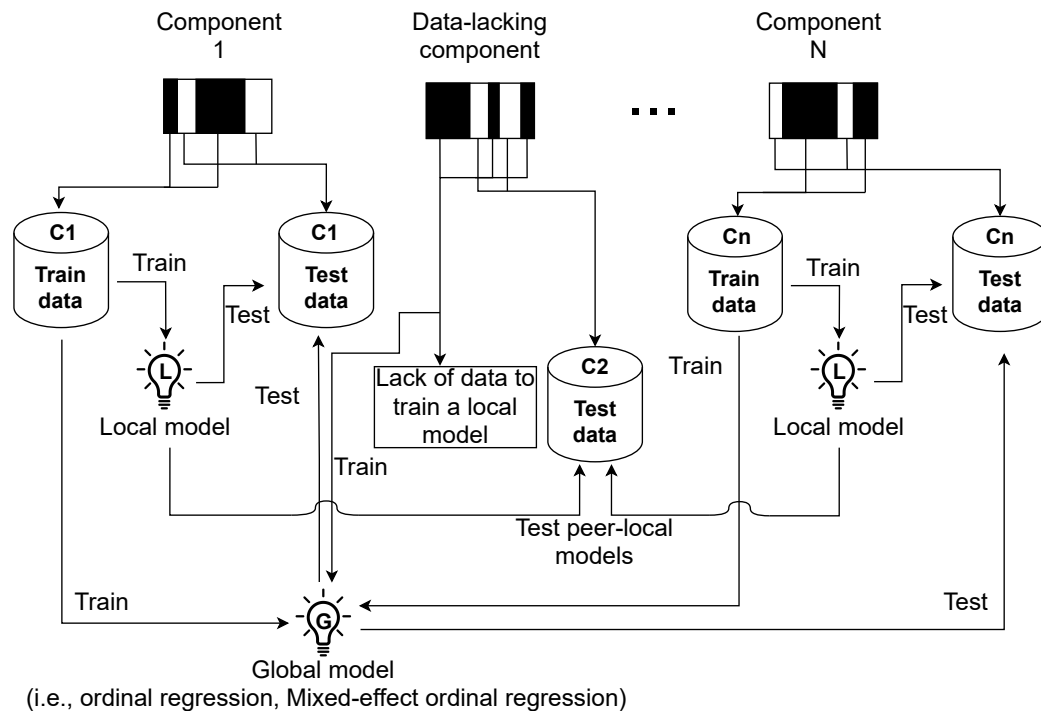 Component
1
Data-lacking
component
Component
N
...
C1
Train
data
Train
L
Local model
Test
C1
Test
data
Test
Lack of data to
train a local
model
Train
C2
Test
data
Test peer-local
models
Cn
Train
data
Train
Train
L
Local model
Test
Cn
Test
data
Train
Test
G
Global model
(i.e., ordinal regression, Mixed-effect ordinal regression)